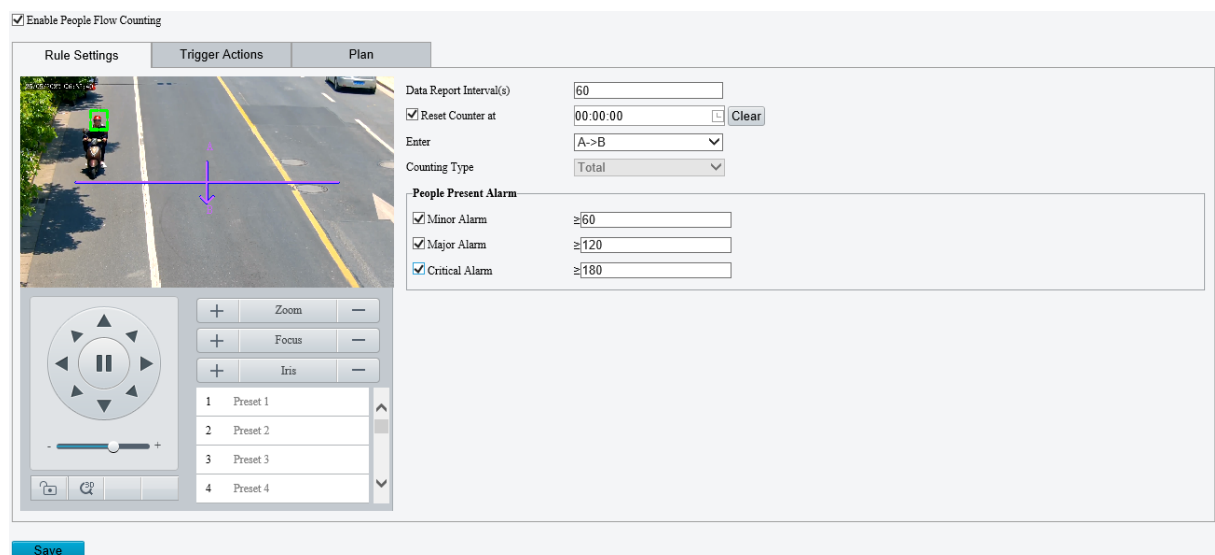 Enable People Flow Counting
Rule Settings
Trigger Actions
Plan
Data Report Interval(s)
60
Reset Counter at
00:00:00
Clear
Enter
A->B
Counting Type
Total
People Present Alarm
Minor Alarm
≥60
Major Alarm
≥120
Critical Alarm
≥180
+ Zoom —
+ Focus —
+ Iris —
1 Preset 1
2 Preset 2
3 Preset 3
4 Preset 4
- +
3D
Save